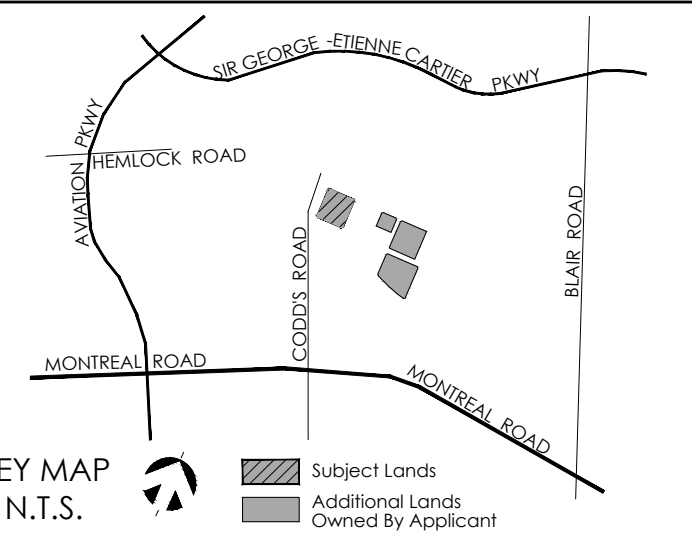 SIR GEORGE -ETIENNE CARTIER PKWY
AVIATION PKWY
HEMLOCK ROAD
CODD'S ROAD
BLAIR ROAD
MONTREAL ROAD
MONTREAL ROAD
EY MAP
N.T.S.
Subject Lands
Additional Lands
Owned By Applicant